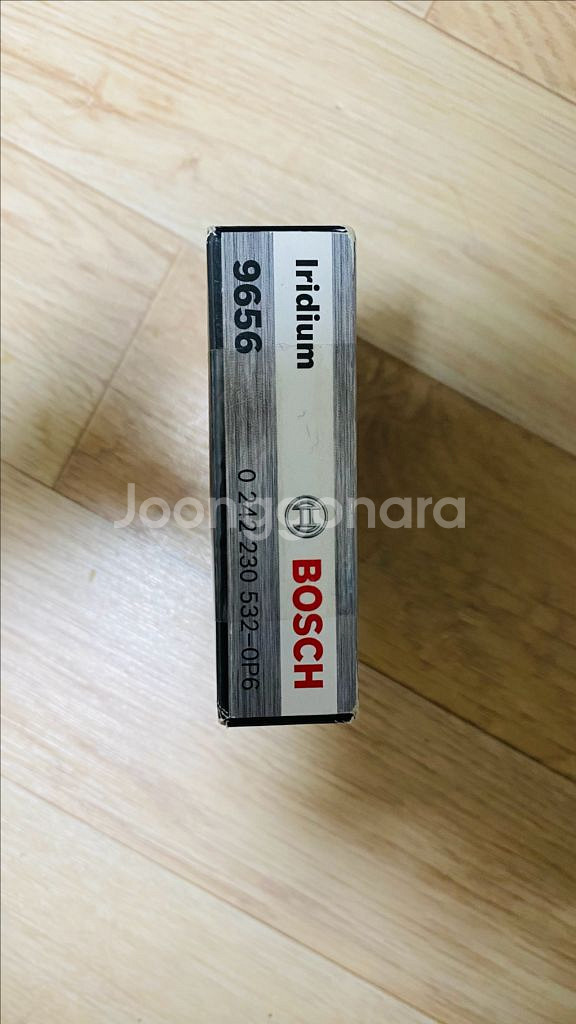 Iridium
BOSCH
9656
0 242 230 532-0P6
Joonggonara